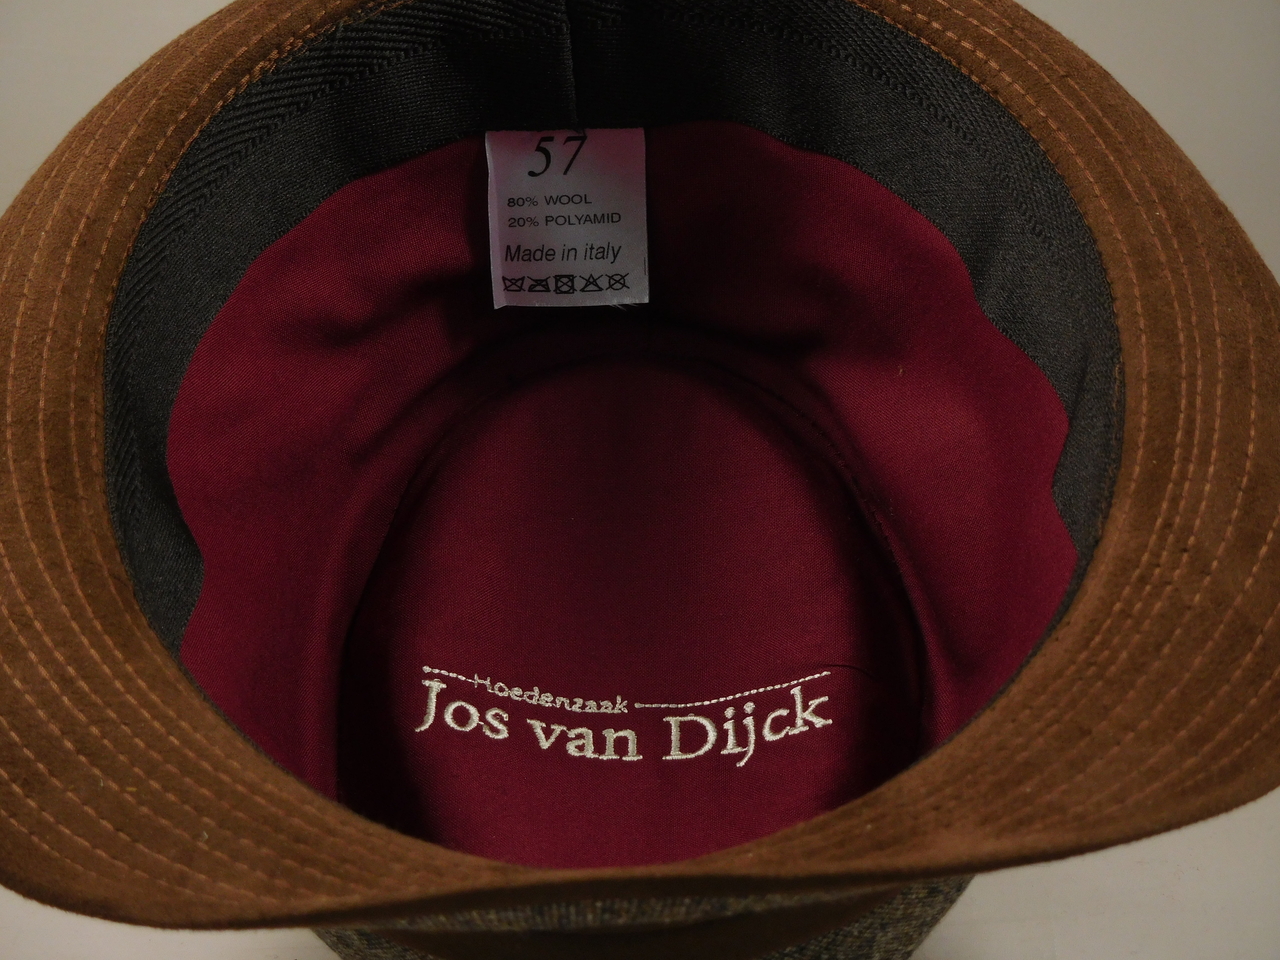 57
80% WOOL
20% POLYAMID
Made in italy
Hoedenzaak
Jos van Dijck